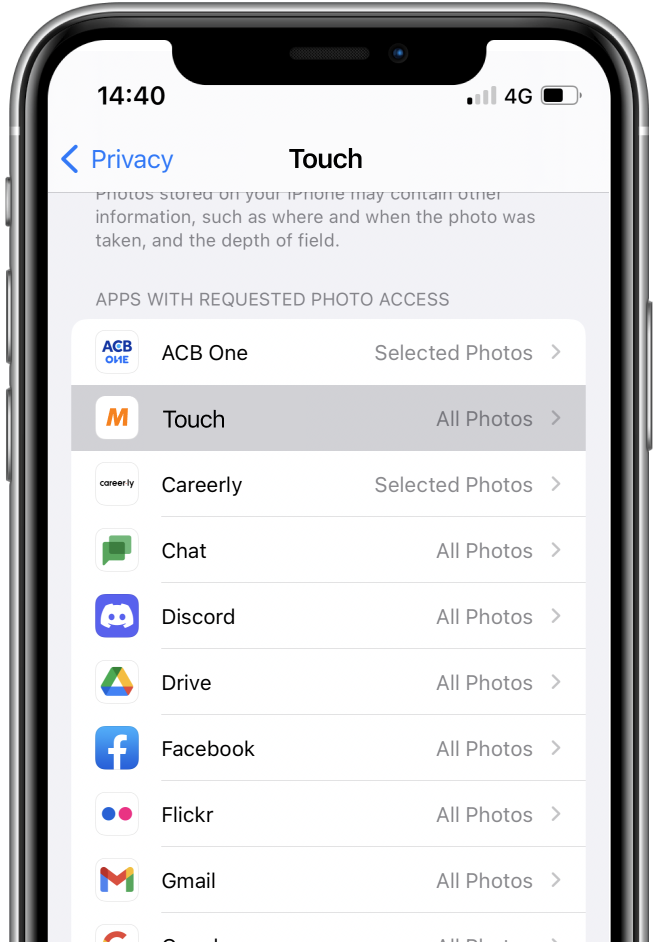 14:40
4G
Privacy
Touch
Photos stored on your iPhone may contain other
information, such as where and when the photo was
taken, and the depth of field.
APPS WITH REQUESTED PHOTO ACCESS
ACB ONE
ACB One
Selected Photos
M
Touch
All Photos
career·ly
Careerly
Selected Photos
Chat
All Photos
Discord
All Photos
Drive
All Photos
Facebook
All Photos
Flickr
All Photos
Gmail
All Photos